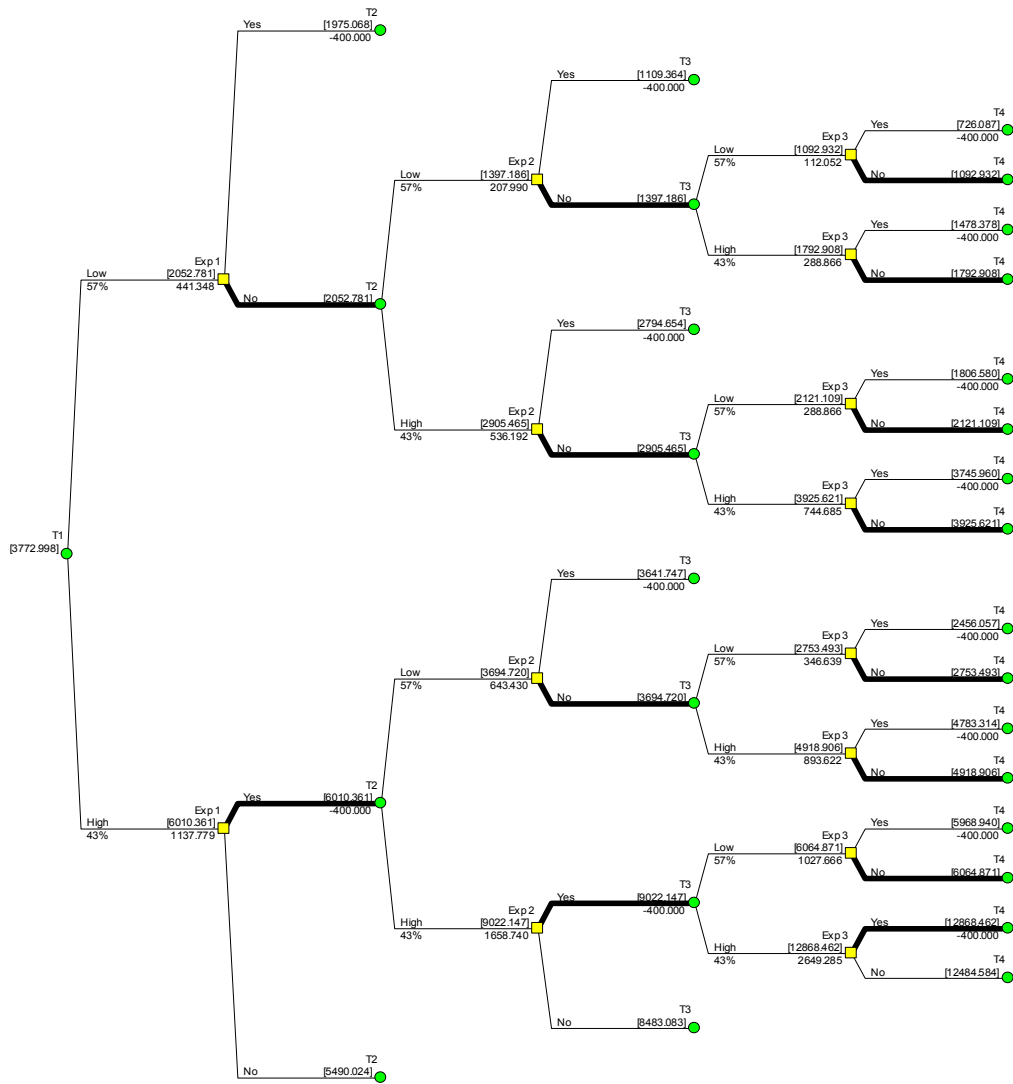 T2
Yes [1975.068]
-400.000
T3
Yes [1109.364]
-400.000
T4
Yes [726.087]
-400.000
Exp 3
Low [1092.932]
57% 112.052
T4
No [1092.932]
Exp 2
Low [1397.186]
57% 207.990
T3
No [1397.186]
T4
Yes [1478.378]
-400.000
Exp 3
High [1792.908]
43% 288.866
T4
No [1792.908]
Exp 1
Low [2052.781]
57% 441.348
T2
No [2052.781]
T3
Yes [2794.654]
-400.000
T4
Yes [1806.580]
-400.000
Exp 3
Low [2121.109]
57% 288.866
T4
No [2121.109]
Exp 2
High [2905.465]
43% 536.192
T3
No [2905.465]
T4
Yes [3745.960]
-400.000
Exp 3
High [3925.621]
43% 744.685
T4
No [3925.621]
T1
[3772.998]
T3
Yes [3641.747]
-400.000
T4
Yes [2456.057]
-400.000
Exp 3
Low [2753.493]
57% 346.639
T4
No [2753.493]
Exp 2
Low [3694.720]
57% 643.430
T3
No [3694.720]
T4
Yes [4783.314]
-400.000
Exp 3
High [4918.906]
43% 893.622
T4
No [4918.906]
T2
Yes [6010.361]
-400.000
Exp 1
High [6010.361]
43% 1137.779
T4
Yes [5968.940]
-400.000
Exp 3
Low [6064.871]
57% 1027.666
T4
No [6064.871]
T3
Yes [9022.147]
-400.000
Exp 2
High [9022.147]
43% 1658.740
T4
Yes [12868.462]
-400.000
Exp 3
High [12868.462]
43% 2649.285
T4
No [12484.584]
T3
No [8483.083]
T2
No [5490.024]